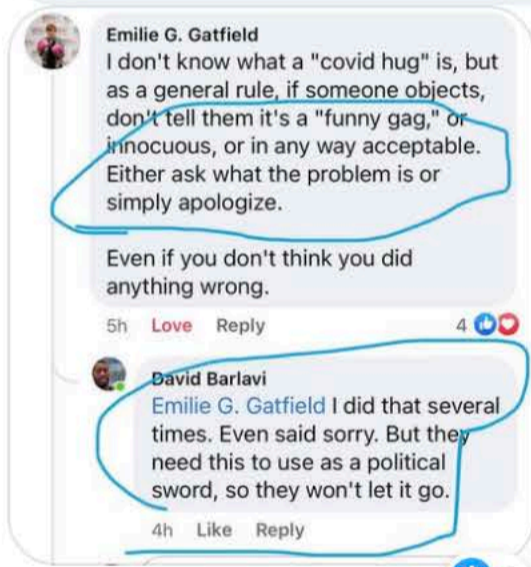 Emilie G. Gatfield
I don't know what a "covid hug" is, but
as a general rule, if someone objects,
don't tell them it's a "funny gag," or
innocuous, or in any way acceptable.
Either ask what the problem is or
simply apologize.
Even if you don't think you did
anything wrong.
5h Love Reply 4
David Barlavi
Emilie G. Gatfield I did that several
times. Even said sorry. But they
need this to use as a political
sword, so they won't let it go.
4h Like Reply